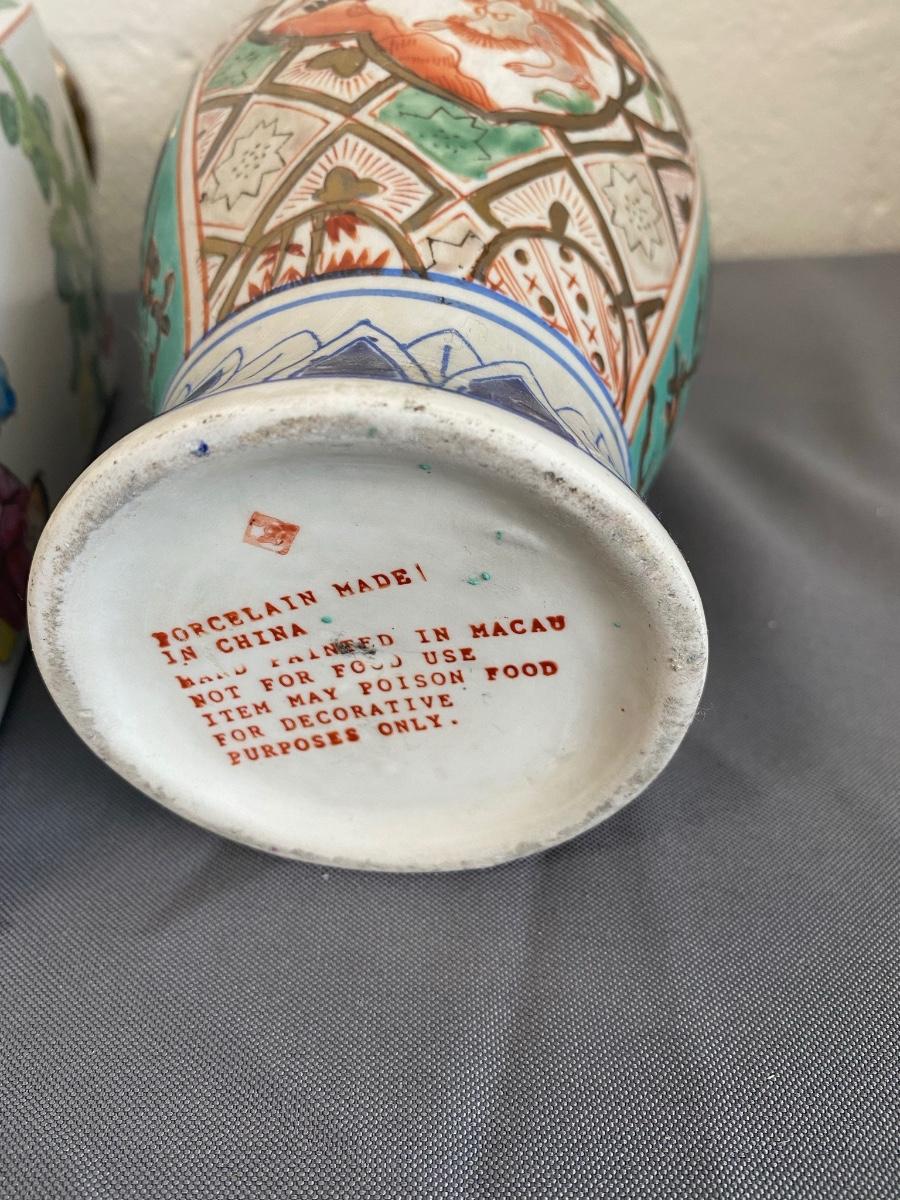 PORCELAIN MADE
IN CHINA
HAND PAINTED IN MACAU
NOT FOR FOOD USE
ITEM MAY POISON FOOD
FOR DECORATIVE
PURPOSES ONLY.